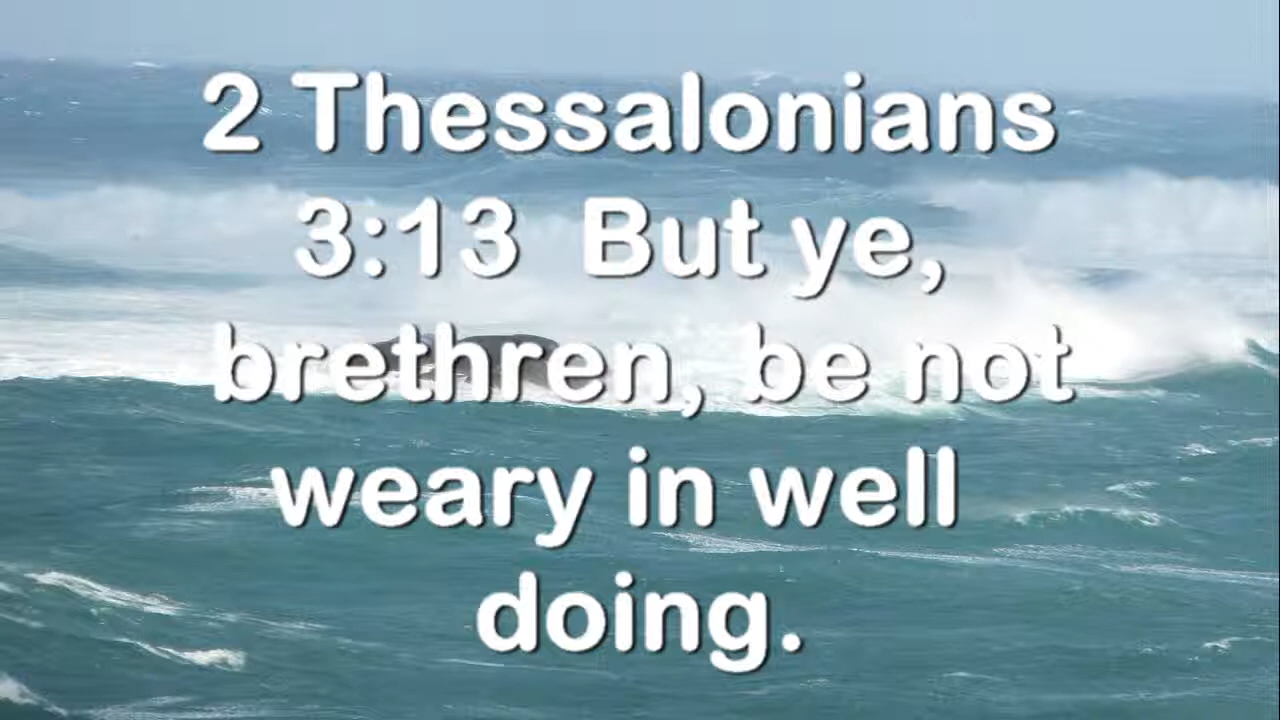 2 Thessalonians
3:13 But ye,
brethren, be not
weary in well
doing.